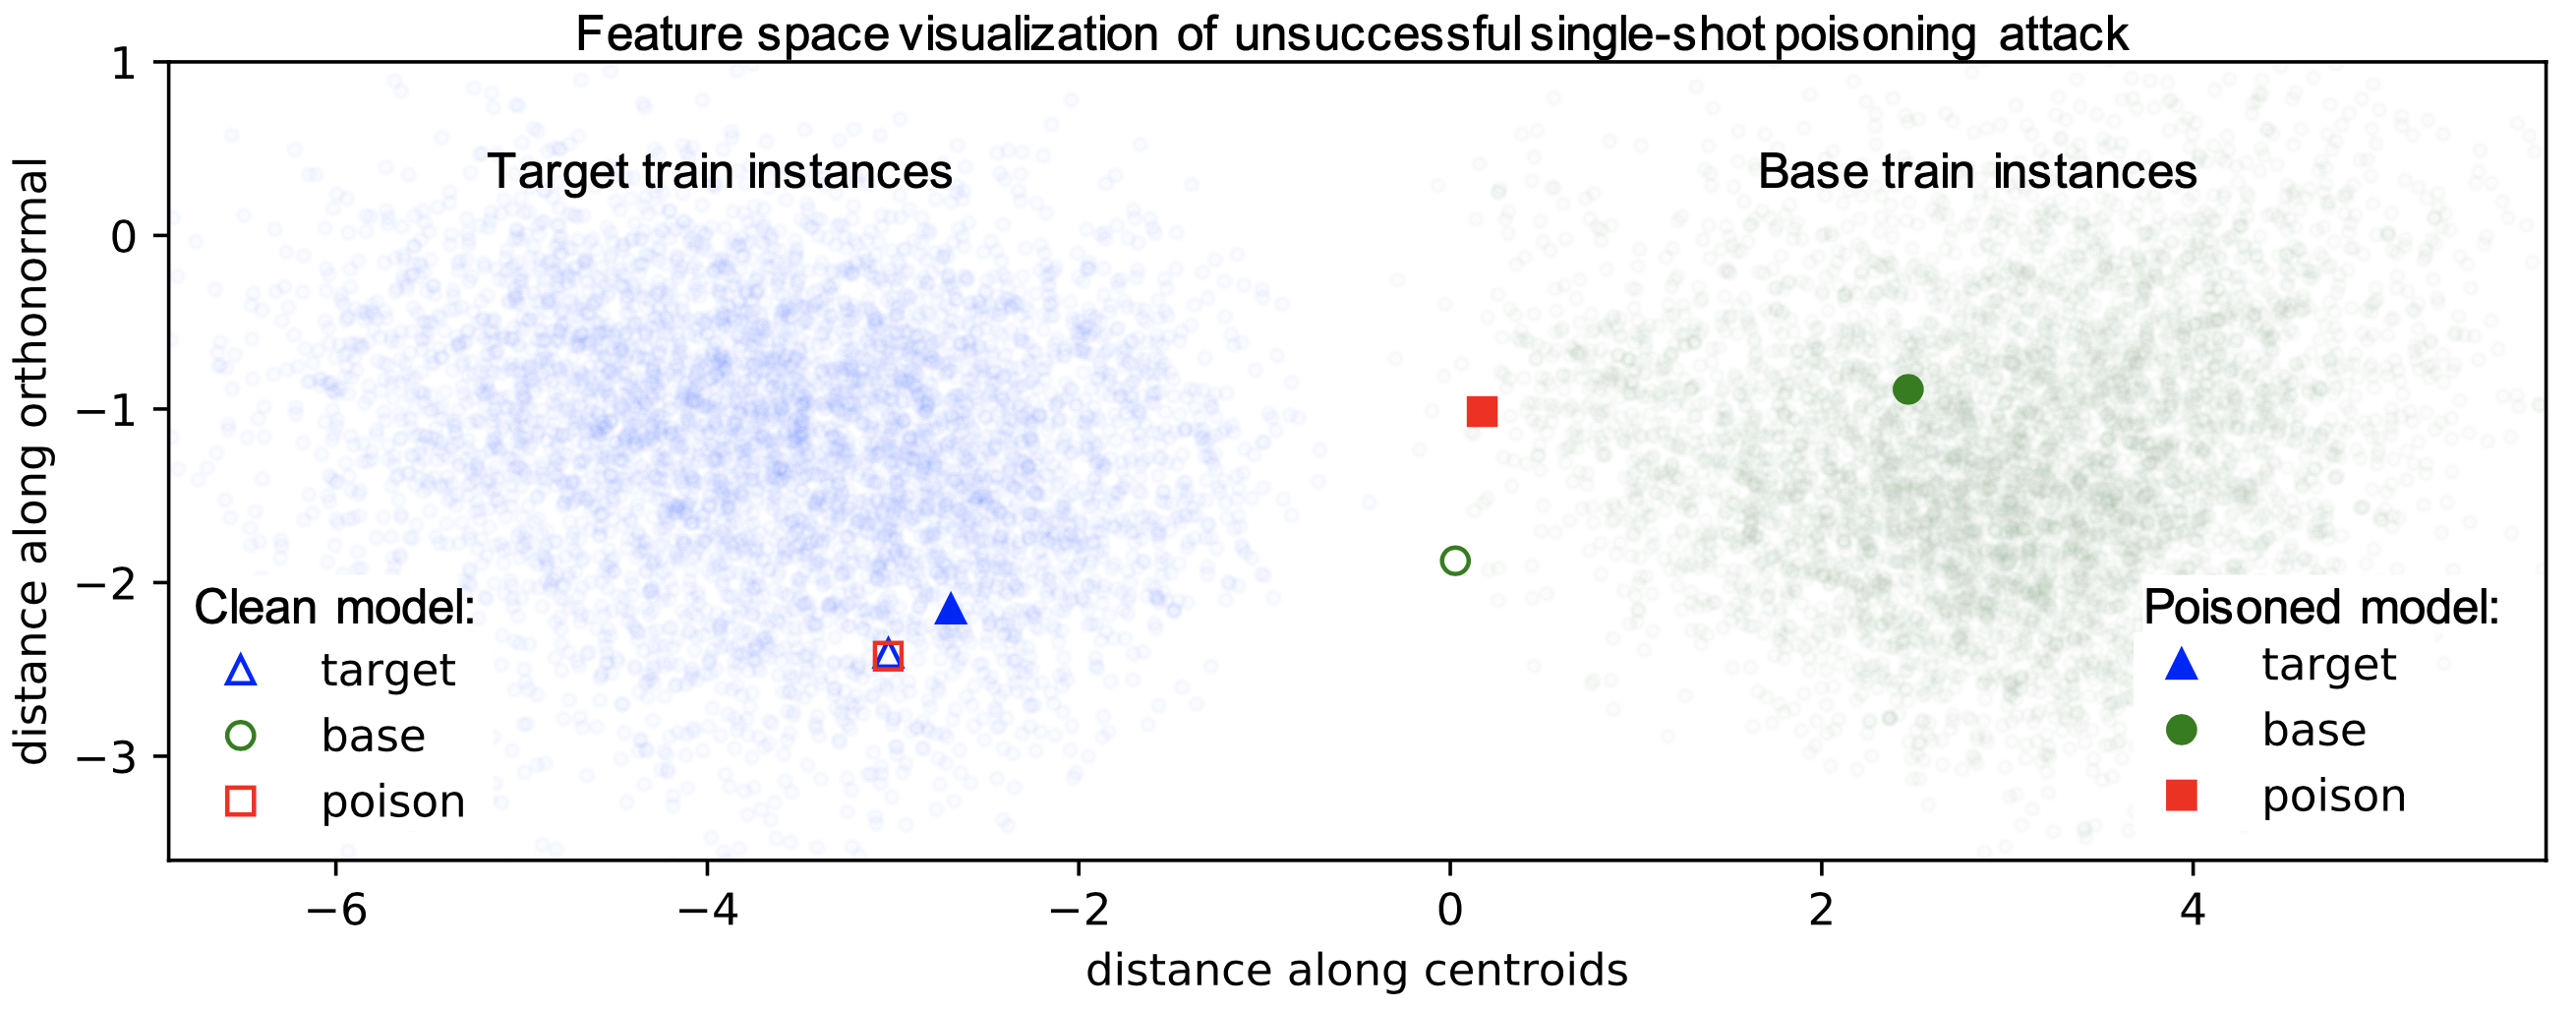 Feature space visualization of unsuccessful single-shot poisoning attack
distance along orthonormal
1
0
−1
−2
−3
Target train instances
Base train instances
Clean model:
target
base
poison
Poisoned model:
target
base
poison
−6
−4
−2
0
2
4
distance along centroids